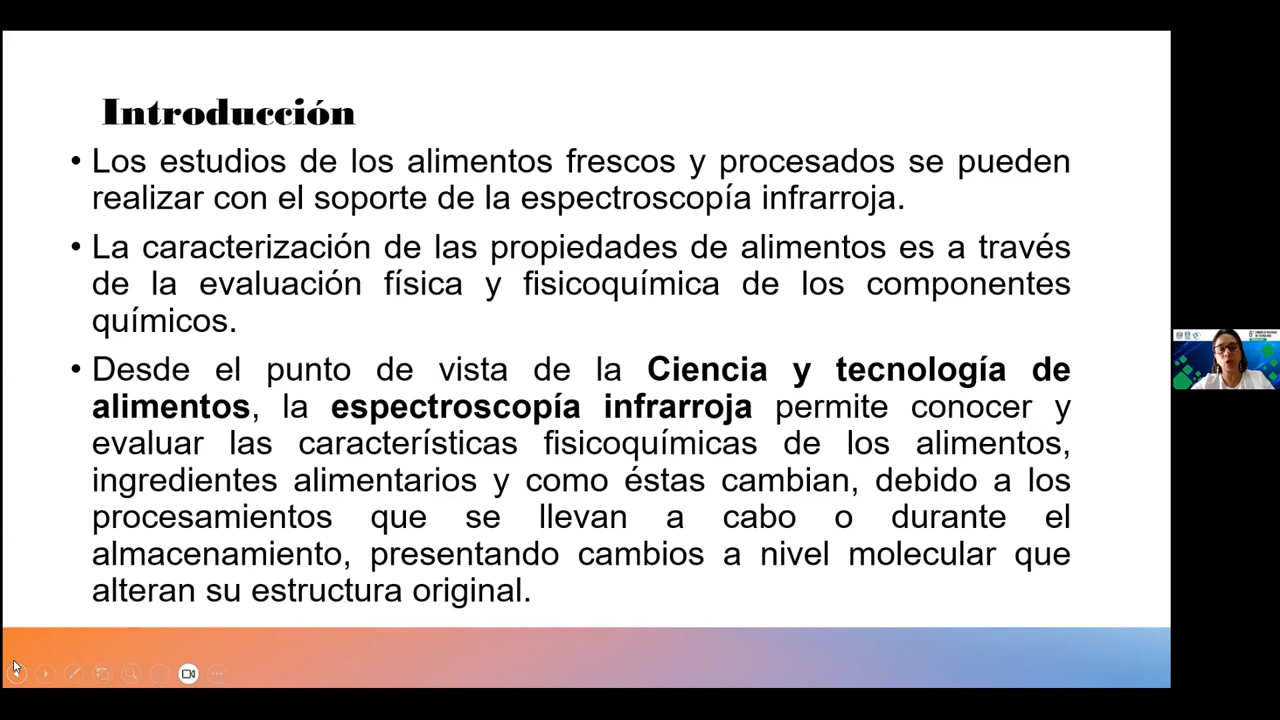 Introducción
• Los estudios de los alimentos frescos y procesados se pueden
realizar con el soporte de la espectroscopía infrarroja.
• La caracterización de las propiedades de alimentos es a través
de la evaluación física y fisicoquímica de los componentes
químicos.
• Desde el punto de vista de la Ciencia y tecnología de
alimentos, la espectroscopía infrarroja permite conocer y
evaluar las características fisicoquímicas de los alimentos,
ingredientes alimentarios y como éstas cambian, debido a los
procesamientos que se llevan a cabo o durante el
almacenamiento, presentando cambios a nivel molecular que
alteran su estructura original.